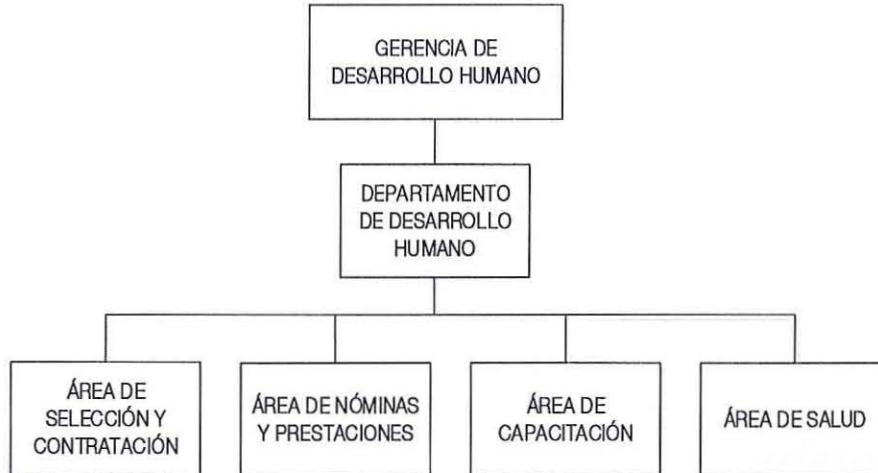 GERENCIA DE
DESARROLLO HUMANO
DEPARTAMENTO
DE DESARROLLO
HUMANO
ÁREA DE
SELECCIÓN Y
CONTRATACIÓN
ÁREA DE NÓMINAS
Y PRESTACIONES
ÁREA DE
CAPACITACIÓN
ÁREA DE SALUD